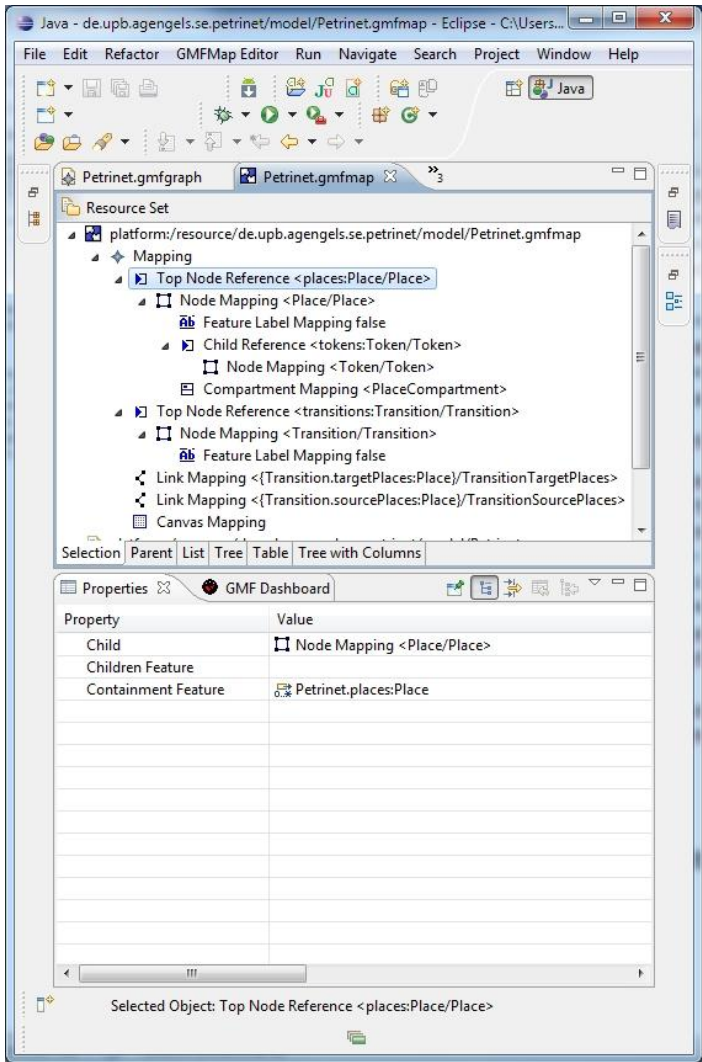 Java - de.upb.agengels.se.petrinet/model/Petrinet.gmfmap - Eclipse - C:\Users...
File Edit Refactor GMFMap Editor Run Navigate Search Project Window Help
Java
Petrinet.gmfgraph Petrinet.gmfmap »3
Resource Set
platform:/resource/de.upb.agengels.se.petrinet/model/Petrinet.gmfmap
Mapping
Top Node Reference <places:Place/Place>
Node Mapping <Place/Place>
Feature Label Mapping false
Child Reference <tokens:Token/Token>
Node Mapping <Token/Token>
Compartment Mapping <PlaceCompartment>
Top Node Reference <transitions:Transition/Transition>
Node Mapping <Transition/Transition>
Feature Label Mapping false
Link Mapping <{Transition.targetPlaces:Place}/TransitionTargetPlaces>
Link Mapping <{Transition.sourcePlaces:Place}/TransitionSourcePlaces>
Canvas Mapping
Selection Parent List Tree Table Tree with Columns
Properties GMF Dashboard
Property Value
Child Node Mapping <Place/Place>
Children Feature
Containment Feature Petrinet.places:Place
Selected Object: Top Node Reference <places:Place/Place>